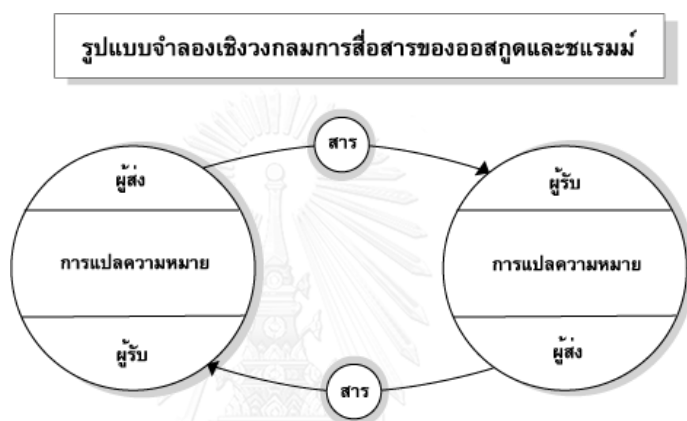 รูปแบบจำลองเชิงวงกลมการสื่อสารของออสกูดและชแรมม์
สาร
ผู้ส่ง
ผู้รับ
การแปลความหมาย
การแปลความหมาย
ผู้รับ
ผู้ส่ง
สาร